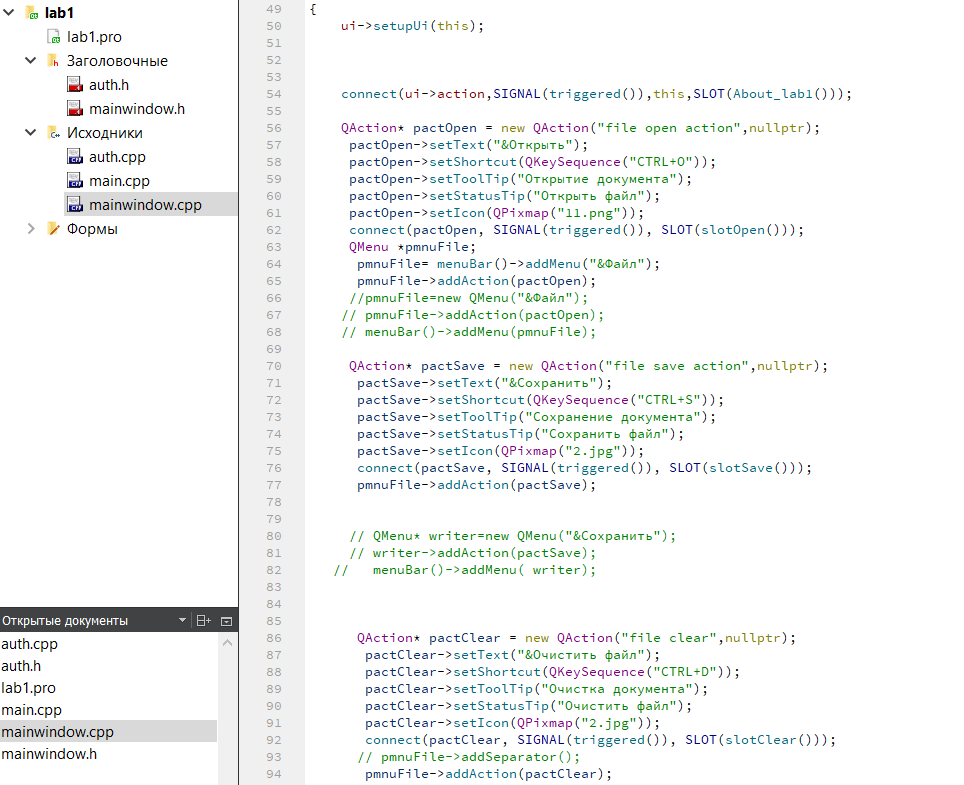 lab1
lab1.pro
Заголовочные
auth.h
mainwindow.h
Исходники
auth.cpp
main.cpp
mainwindow.cpp
Формы
Открытые документы
auth.cpp
auth.h
lab1.pro
main.cpp
mainwindow.cpp
mainwindow.h
49 {
50 ui->setupUi(this);
51
52
53
54 connect(ui->action,SIGNAL(triggered()),this,SLOT(About_lab1()));
55
56 QAction* pactOpen = new QAction("file open action",nullptr);
57 pactOpen->setText("&Открыть");
58 pactOpen->setShortcut(QKeySequence("CTRL+O"));
59 pactOpen->setToolTip("Открытие документа");
60 pactOpen->setStatusTip("Открыть файл");
61 pactOpen->setIcon(QPixmap("11.png"));
62 connect(pactOpen, SIGNAL(triggered()), SLOT(slotOpen()));
63 QMenu *pmnuFile;
64 pmnuFile= menuBar()->addMenu("&Файл");
65 pmnuFile->addAction(pactOpen);
66 //pmnuFile=new QMenu("&Файл");
67 // pmnuFile->addAction(pactOpen);
68 // menuBar()->addMenu(pmnuFile);
69
70 QAction* pactSave = new QAction("file save action",nullptr);
71 pactSave->setText("&Сохранить");
72 pactSave->setShortcut(QKeySequence("CTRL+S"));
73 pactSave->setToolTip("Сохранение документа");
74 pactSave->setStatusTip("Сохранить файл");
75 pactSave->setIcon(QPixmap("2.jpg"));
76 connect(pactSave, SIGNAL(triggered()), SLOT(slotSave()));
77 pmnuFile->addAction(pactSave);
78
79
80 // QMenu* writer=new QMenu("&Сохранить");
81 // writer->addAction(pactSave);
82 // menuBar()->addMenu( writer);
83
84
85
86 QAction* pactClear = new QAction("file clear",nullptr);
87 pactClear->setText("&Очистить файл");
88 pactClear->setShortcut(QKeySequence("CTRL+D"));
89 pactClear->setToolTip("Очистка документа");
90 pactClear->setStatusTip("Очистить файл");
91 pactClear->setIcon(QPixmap("2.jpg"));
92 connect(pactClear, SIGNAL(triggered()), SLOT(slotClear()));
93 // pmnuFile->addSeparator();
94 pmnuFile->addAction(pactClear);